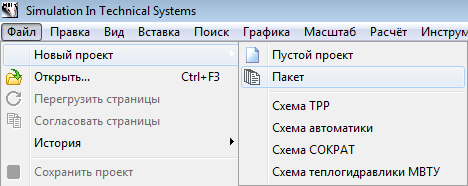 Simulation In Technical Systems
Файл Правка Вид Вставка Поиск Графика Расчёт Инструм
Новый проект
Открыть... Ctrl+F3
Перегрузить страницы
Согласовать страницы
История
Сохранить проект
Пустой проект
Пакет
Схема ТРР
Схема автоматики
Схема СОКРАТ
Схема теплогидравлики МВТУ